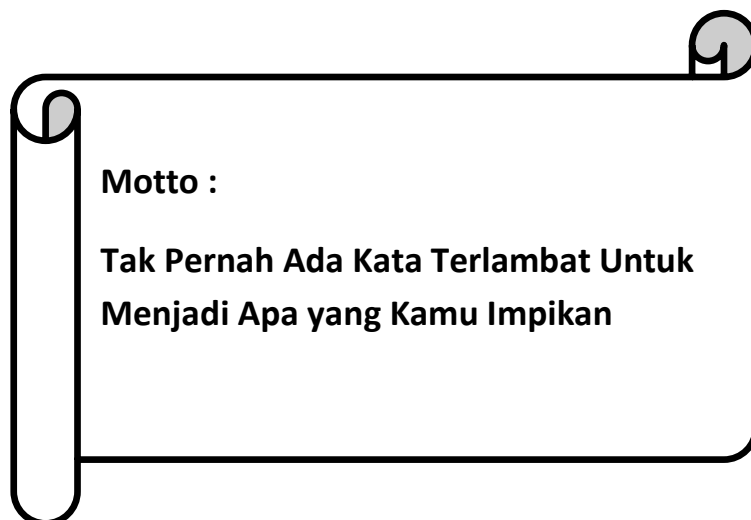 Motto :
Tak Pernah Ada Kata Terlambat Untuk
Menjadi Apa yang Kamu Impikan